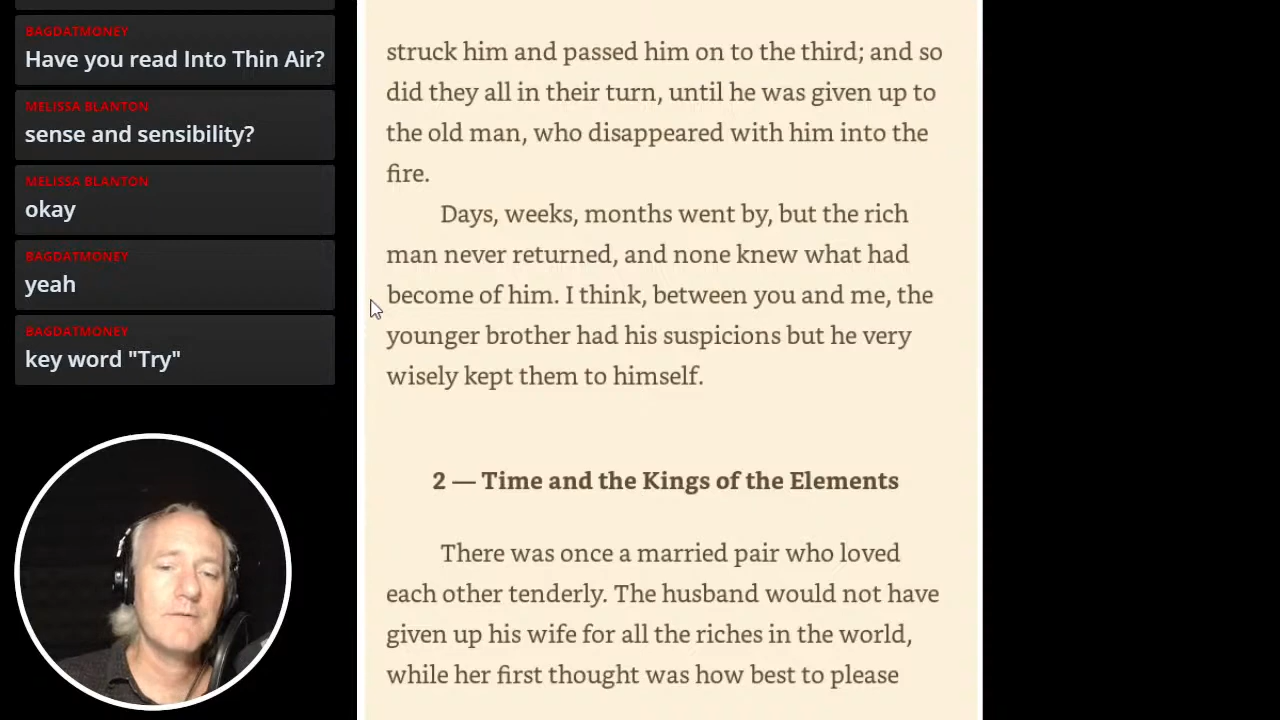 BAGDATMONEY
Have you read Into Thin Air?
MELISSA BLANTON
sense and sensibility?
MELISSA BLANTON
okay
BAGDATMONEY
yeah
BAGDATMONEY
key word "Try"
struck him and passed him on to the third; and so
did they all in their turn, until he was given up to
the old man, who disappeared with him into the
fire.
Days, weeks, months went by, but the rich
man never returned, and none knew what had
become of him. I think, between you and me, the
younger brother had his suspicions but he very
wisely kept them to himself.
2 — Time and the Kings of the Elements
There was once a married pair who loved
each other tenderly. The husband would not have
given up his wife for all the riches in the world,
while her first thought was how best to please